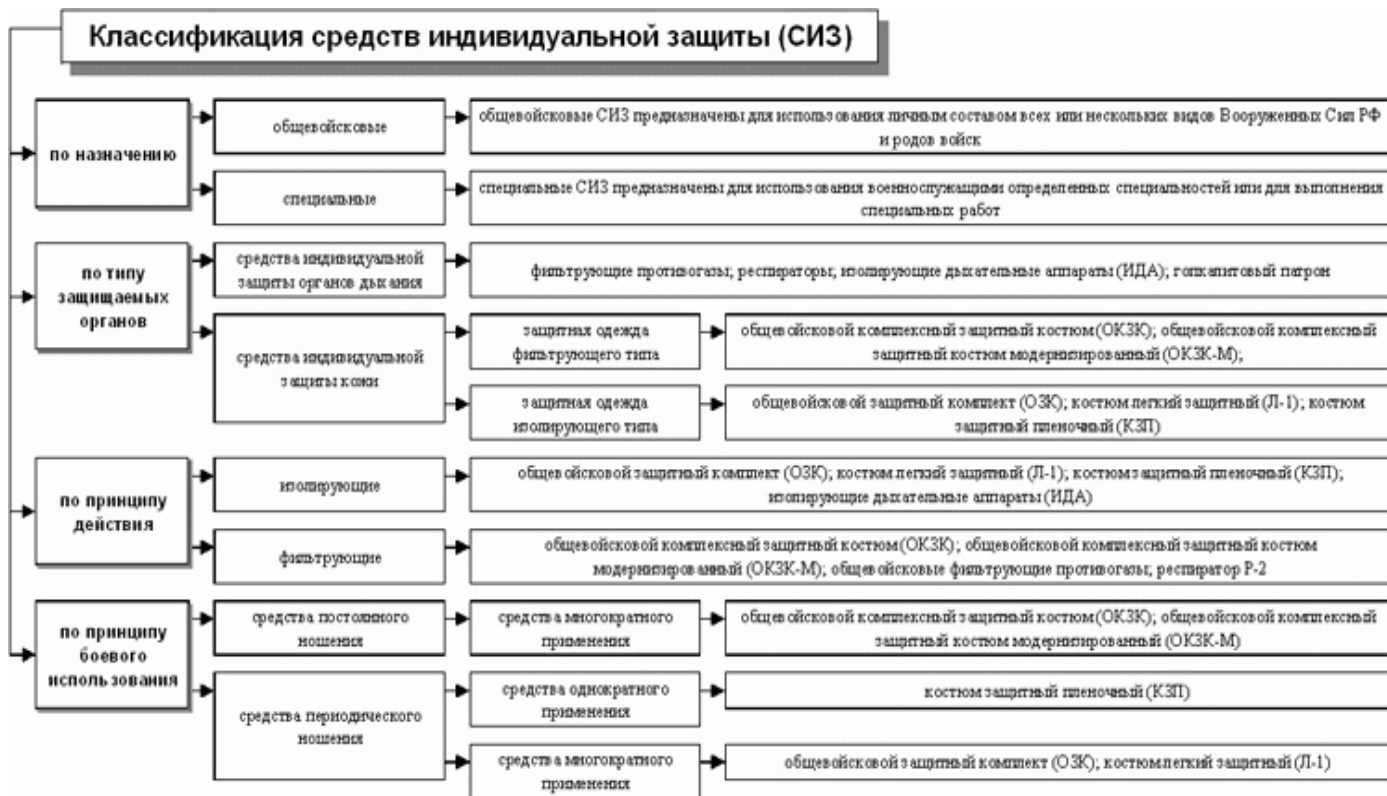 Классификация средств индивидуальной защиты (СИЗ)
по назначению
общевойсковые
общевойсковые СИЗ предназначены для использования личным составом всех или нескольких видов Вооруженных Сил РФ
и родов войск
специальные
специальные СИЗ предназначены для использования военнослужащими определенных специальностей или для выполнения
специальных работ
по типу
защищаемых
органов
средства индивидуальной
защиты органов дыхания
фильтрующие противогазы; респираторы; изолирующие дыхательные аппараты (ИДА); гопкалитовый патрон
средства индивидуальной
защиты кожи
защитная одежда
фильтрующего типа
общевойсковой комплексный защитный костюм (ОКЗК); общевойсковой комплексный
защитный костюм модернизированный (ОКЗК-М);
защитная одежда
изолирующего типа
общевойсковой защитный комплект (ОЗК); костюм легкий защитный (Л-1); костюм
защитный пленочный (КЗП)
по принципу
действия
изолирующие
общевойсковой защитный комплект (ОЗК); костюм легкий защитный (Л-1); костюм защитный пленочный (КЗП);
изолирующие дыхательные аппараты (ИДА)
фильтрующие
общевойсковой комплексный защитный костюм (ОКЗК); общевойсковой комплексный защитный костюм
модернизированный (ОКЗК-М); общевойсковые фильтрующие противогазы; респиратор Р-2
по принципу
боевого
использования
средства постоянного
ношения
средства многократного
применения
общевойсковой комплексный защитный костюм (ОКЗК); общевойсковой комплексный
защитный костюм модернизированный (ОКЗК-М)
средства периодического
ношения
средства однократного
применения
костюм защитный пленочный (КЗП)
средства многократного
применения
общевойсковой защитный комплект (ОЗК); костюм легкий защитный (Л-1)